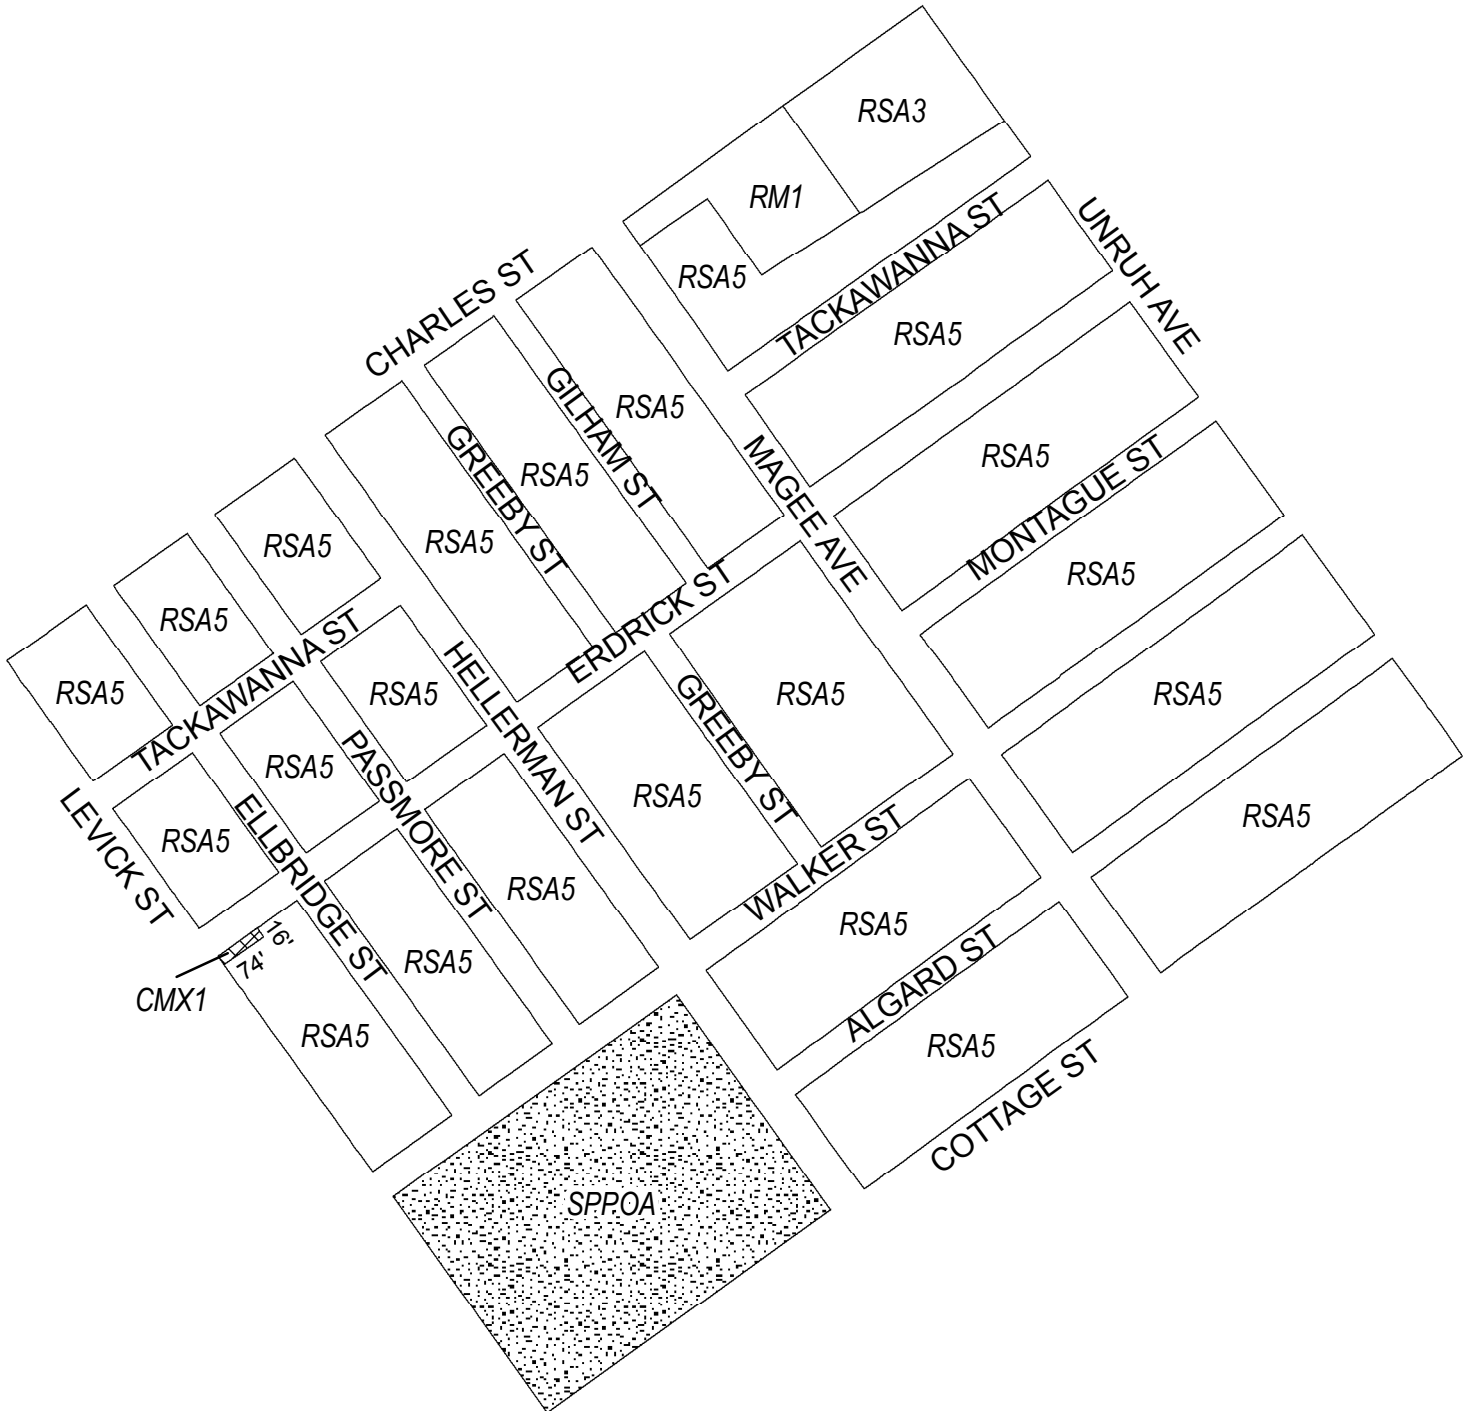 RSA3
RM1
UNRUH AVE
TACKAWANNA ST
RSA5
CHARLES ST
RSA5
GILHAM ST
RSA5
RSA5
GREEBY ST
RSA5
MAGEE AVE
MONTAGUE ST
RSA5
RSA5
RSA5
RSA5
ERDRICK ST
RSA5
TACKAWANNA ST
RSA5
HELLERMAN ST
RSA5
RSA5
GREEBY ST
RSA5
RSA5
RSA5
PASSMORE ST
RSA5
RSA5
LEVICK ST
RSA5
ELLBRIDGE ST
RSA5
WALKER ST
RSA5
RSA5
16'
74'
CMX1
RSA5
ALGARD ST
RSA5
RSA5
COTTAGE ST
SPPOA